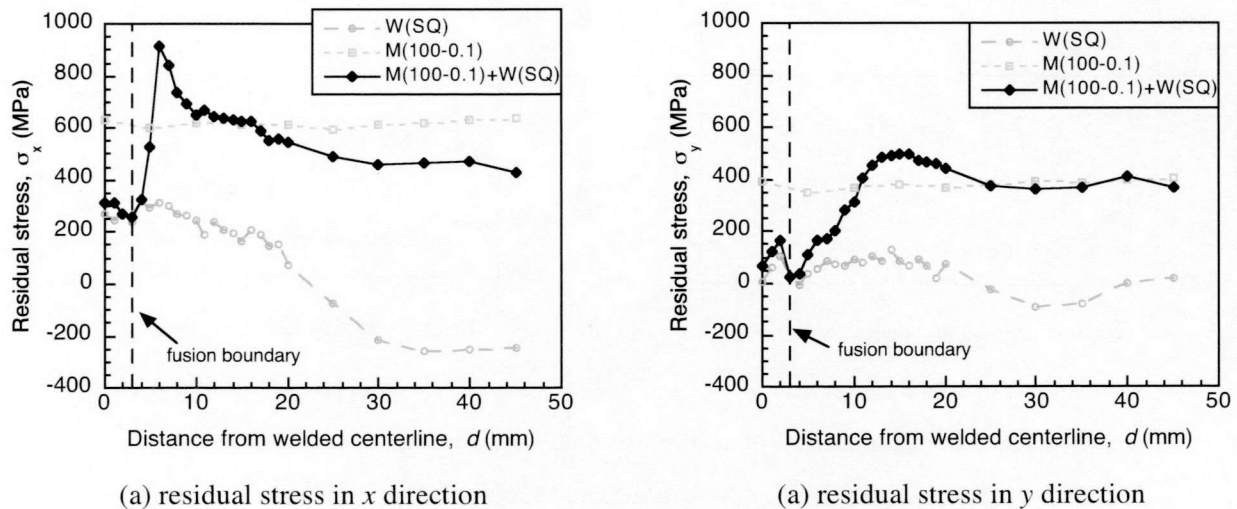 1000
800
600
400
200
0
-200
-400
Residual stress, σx (MPa)
W(SQ)
M(100-0.1)
M(100-0.1)+W(SQ)
fusion boundary
0 10 20 30 40 50
Distance from welded centerline, d (mm)
(a) residual stress in x direction
1000
800
600
400
200
0
-200
-400
Residual stress, σy (MPa)
W(SQ)
M(100-0.1)
M(100-0.1)+W(SQ)
fusion boundary
0 10 20 30 40 50
Distance from welded centerline, d (mm)
(a) residual stress in y direction